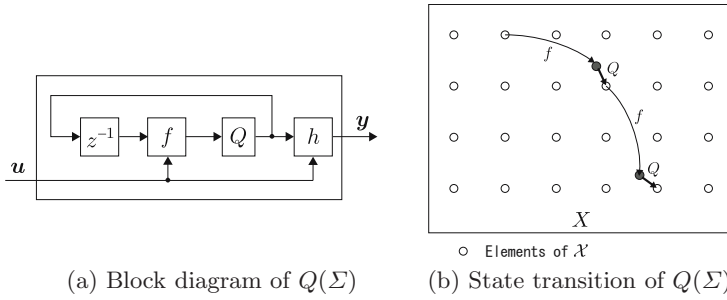 z⁻¹
f
Q
h
y
u
f
Q
f
Q
X
Elements of 𝒳
(a) Block diagram of Q(Σ)
(b) State transition of Q(Σ)